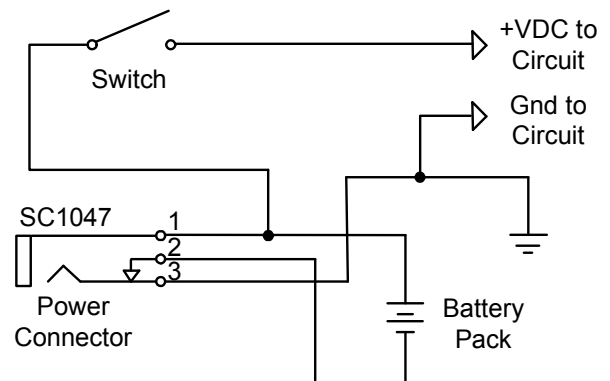 +VDC to
Circuit
Switch
Gnd to
Circuit
SC1047
1
2
3
Power
Connector
Battery
Pack